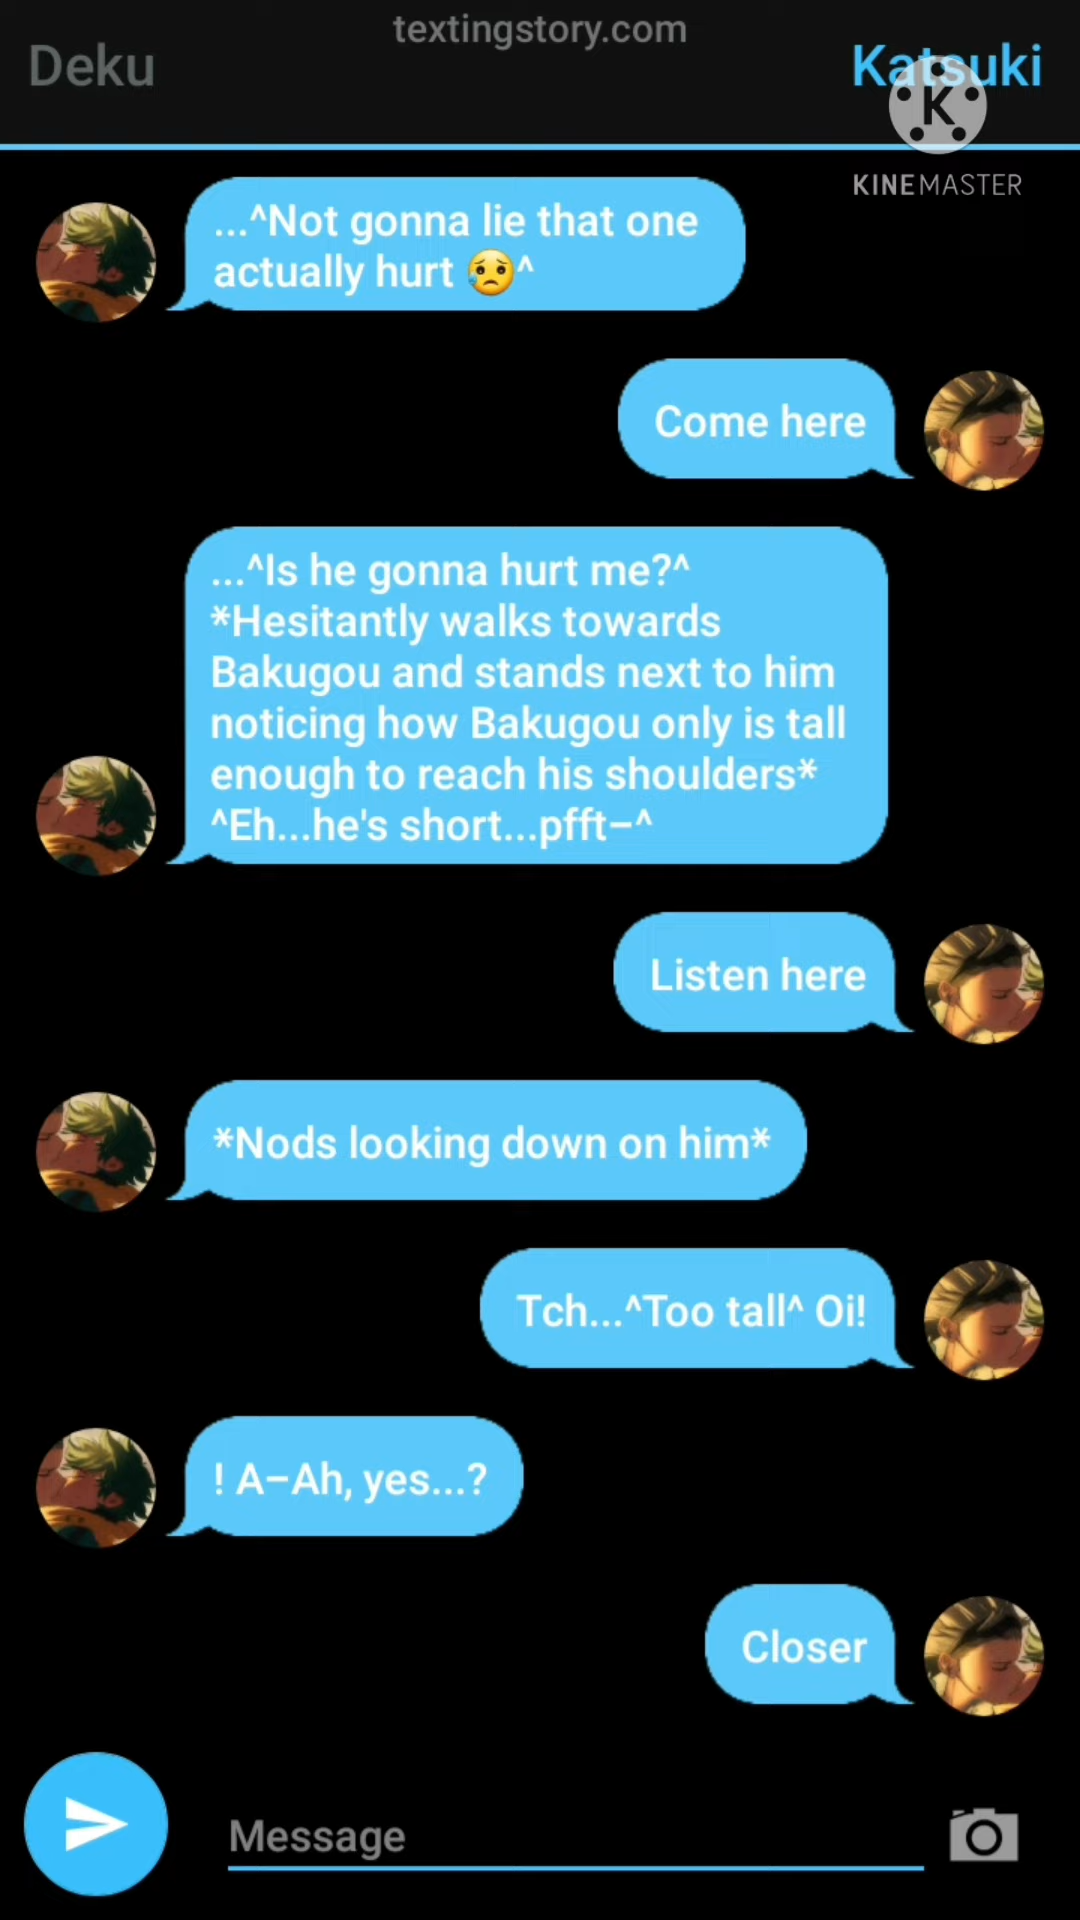 textingstory.com
Deku
Katsuki
K
KINEMASTER
...^Not gonna lie that one
actually hurt 😥^
Come here
...^Is he gonna hurt me?^
*Hesitantly walks towards
Bakugou and stands next to him
noticing how Bakugou only is tall
enough to reach his shoulders*
^Eh...he's short...pfft–^
Listen here
*Nods looking down on him*
Tch...^Too tall^ Oi!
! A–Ah, yes...?
Closer
Message